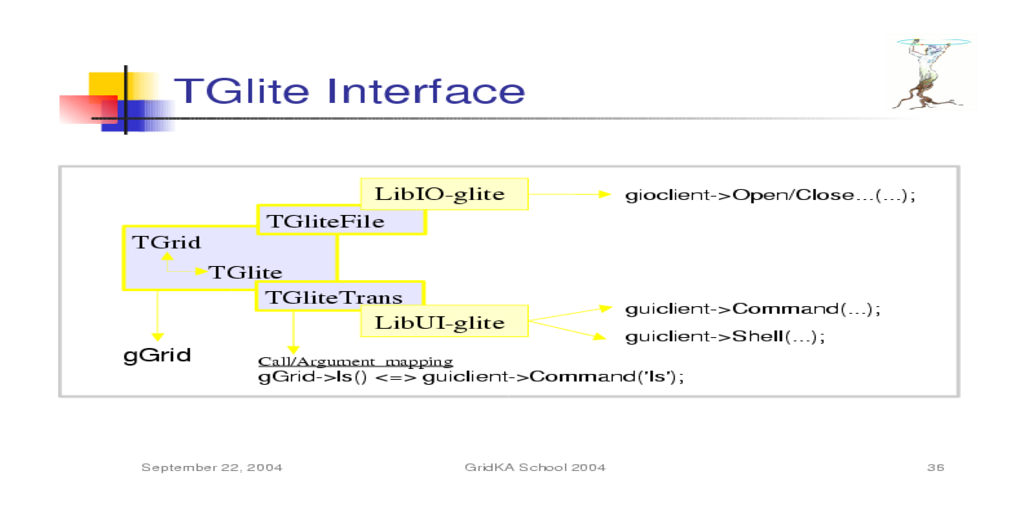 TGlite Interface
LibIO-glite
gioclient->Open/Close...(...);
TGliteFile
TGrid
TGlite
TGliteTrans
LibUI-glite
guiclient->Command(...);
guiclient->Shell(...);
gGrid
Call/Argument mapping
gGrid->ls() <=> guiclient->Command('ls');
September 22, 2004
GridKA School 2004
36